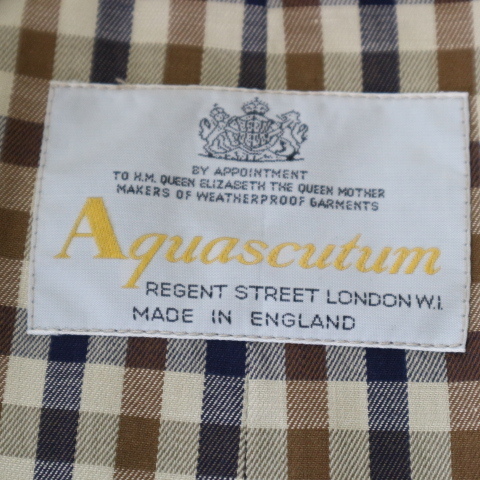 BY APPOINTMENT
TO H.M. QUEEN ELIZABETH THE QUEEN MOTHER
MAKERS OF WEATHERPROOF GARMENTS
Aquascutum
REGENT STREET LONDON W.I.
MADE IN ENGLAND